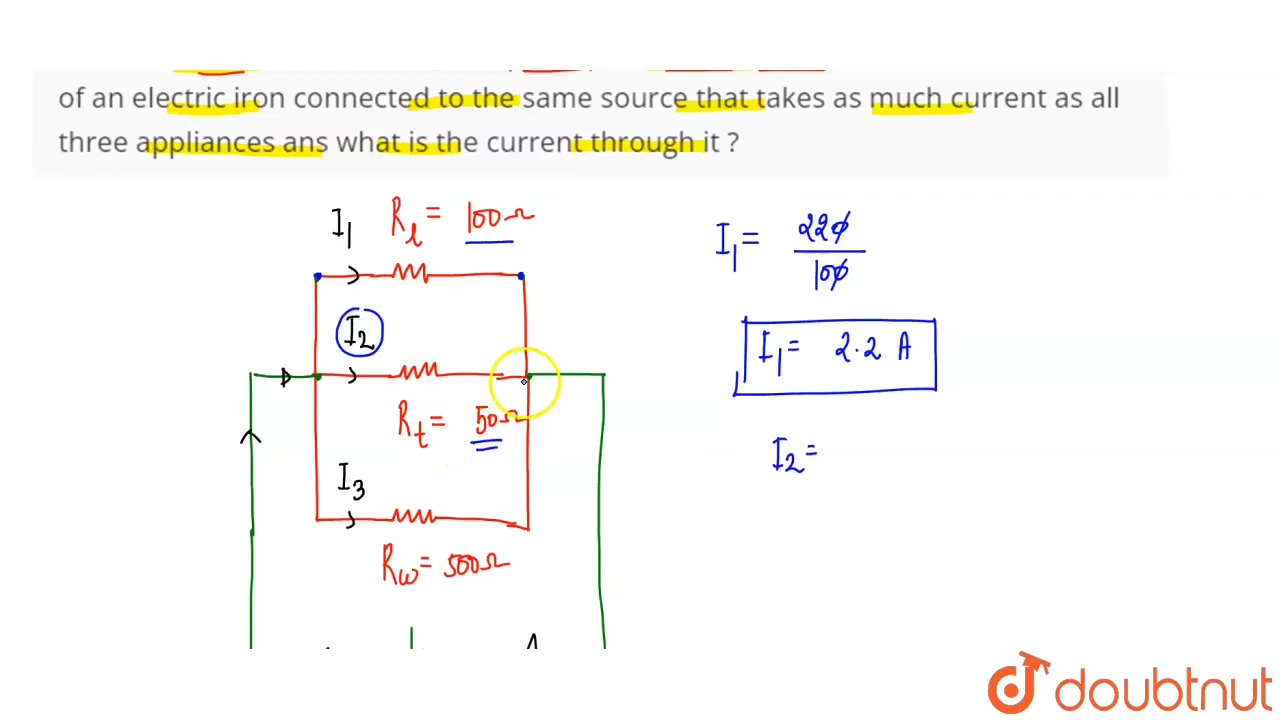 of an electric iron connected to the same source that takes as much current as all
three appliances ans what is the current through it ?
I1 Rl = 100Ω
I1 = 220/100
I2
I1 = 2.2 A
Rt = 50Ω
I2 =
I3
Rw = 500Ω
doubtnut